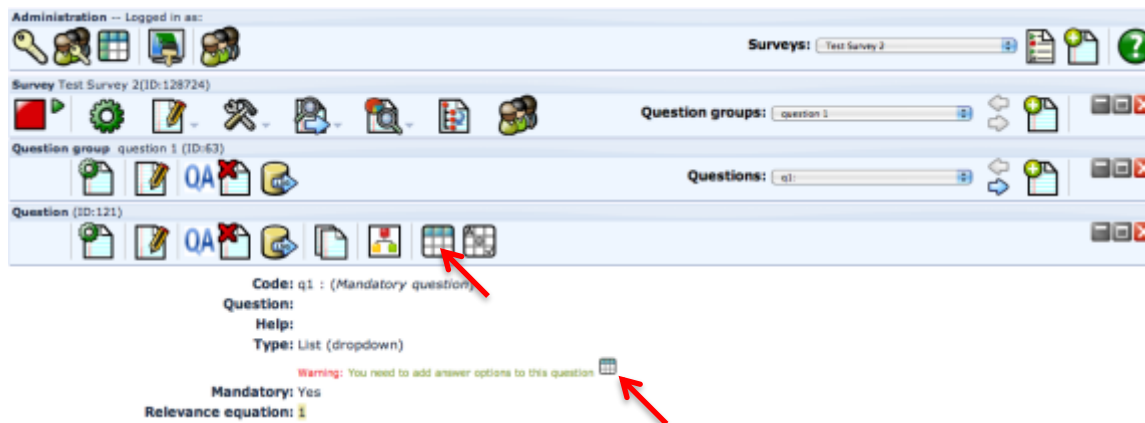 Administration -- Logged in as:
Surveys: Test Survey 2
Survey Test Survey 2(ID:128724)
Question groups: question 1
Question group question 1 (ID:63)
QA
Questions: q1:
Question (ID:121)
QA
Code: q1 : (Mandatory question)
Question:
Help:
Type: List (dropdown)
Warning: You need to add answer options to this question
Mandatory: Yes
Relevance equation: 1